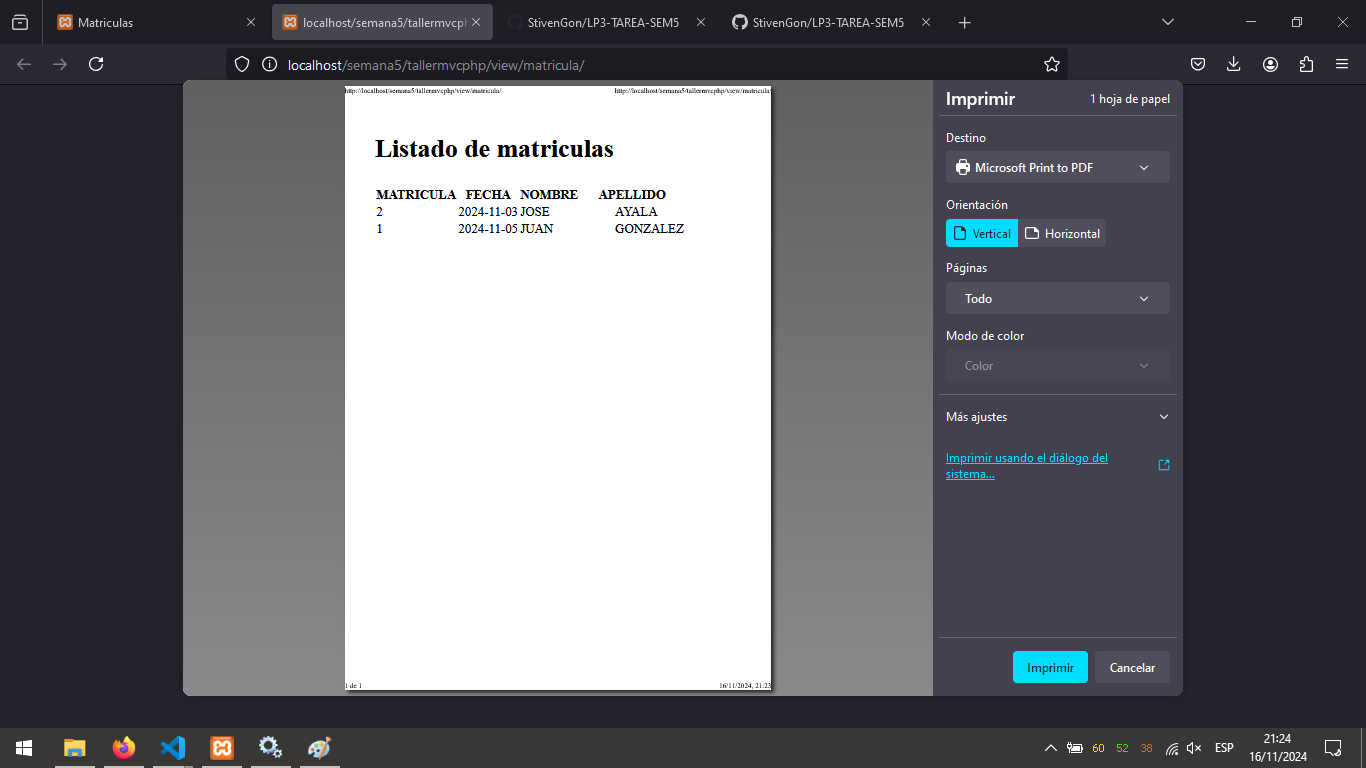 Matriculas
localhost/semana5/tallermvcphp
StivenGon/LP3-TAREA-SEM5
StivenGon/LP3-TAREA-SEM5
localhost/semana5/tallermvcphp/view/matricula/
http://localhost/semana5/tallermvcphp/view/matricula/
http://localhost/semana5/tallermvcphp/view/matricula/
Listado de matriculas
MATRICULA FECHA NOMBRE APELLIDO
2 2024-11-03 JOSE AYALA
1 2024-11-05 JUAN GONZALEZ
1 de 1
16/11/2024, 21:23
Imprimir
1 hoja de papel
Destino
Microsoft Print to PDF
Orientación
Vertical
Horizontal
Páginas
Todo
Modo de color
Color
Más ajustes
Imprimir usando el diálogo del
sistema...
Imprimir
Cancelar
60 52 38
ESP
21:24
16/11/2024